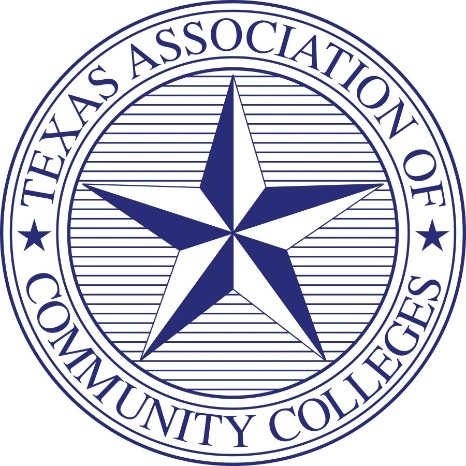 TEXAS ASSOCIATION OF
COMMUNITY COLLEGES